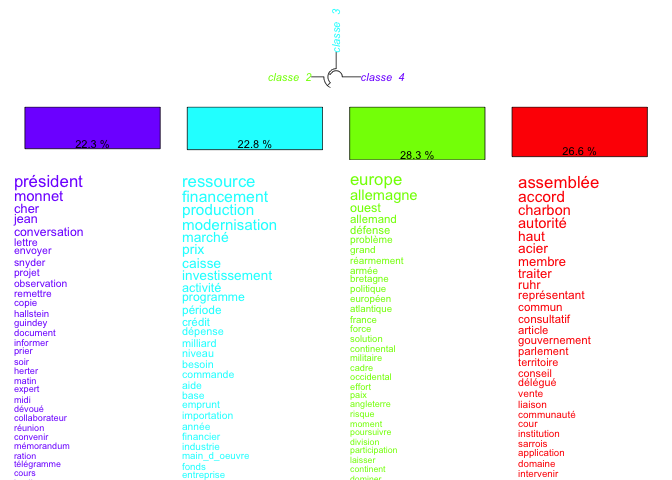 classe 3
classe 2
classe 4
22.3 %
22.8 %
28.3 %
26.6 %
président
monnet
cher
jean
conversation
lettre
envoyer
snyder
projet
observation
remettre
copie
hallstein
guindey
document
informer
prier
soir
herter
matin
expert
midi
dévoué
collaborateur
réunion
convenir
mémorandum
ration
télégramme
cours
ressource
financement
production
modernisation
marché
prix
caisse
investissement
activité
programme
période
crédit
dépense
milliard
niveau
besoin
commande
aide
base
emprunt
importation
année
financier
industrie
main_d_oeuvre
fonds
entreprise
europe
allemagne
ouest
allemand
défense
problème
grand
réarmement
armée
bretagne
politique
européen
atlantique
france
force
solution
continental
militaire
cadre
occidental
effort
paix
angleterre
risque
moment
poursuivre
division
participation
laisser
continent
dominer
assemblée
accord
charbon
autorité
haut
acier
membre
traiter
ruhr
représentant
commun
consultatif
article
gouvernement
parlement
territoire
conseil
délégué
vente
liaison
communauté
cour
institution
sarrois
application
domaine
intervenir